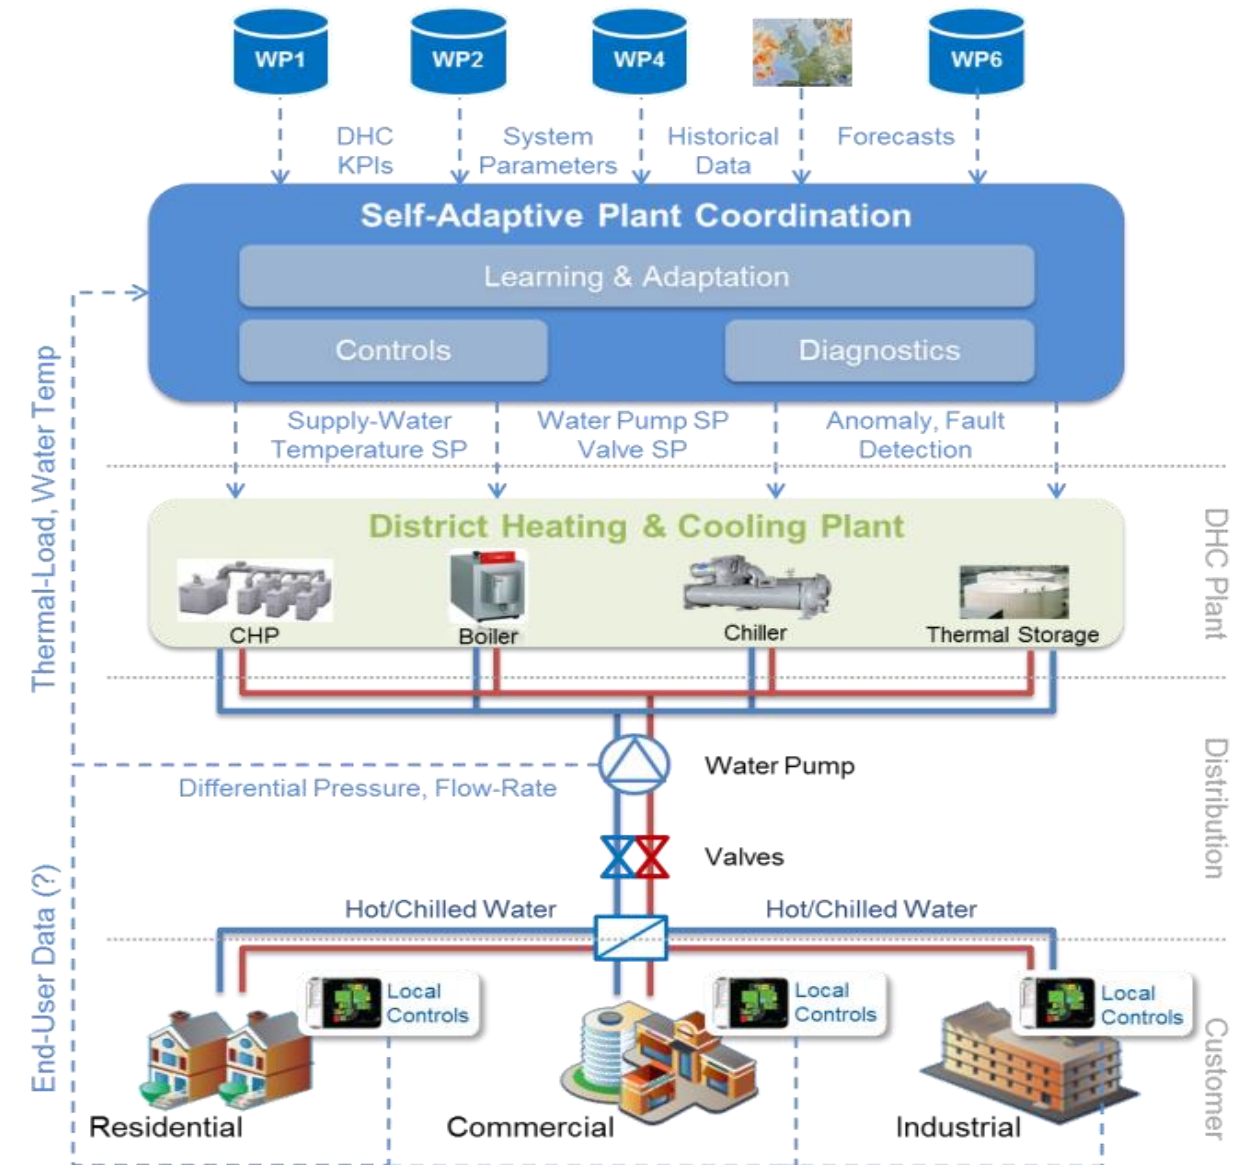 WP1
WP2
WP4
WP6
DHC
KPIs
System
Parameters
Historical
Data
Forecasts
Self-Adaptive Plant Coordination
Learning & Adaptation
Controls
Diagnostics
Supply-Water
Temperature SP
Water Pump SP
Valve SP
Anomaly, Fault
Detection
Thermal-Load, Water Temp
District Heating & Cooling Plant
CHP
Boiler
Chiller
Thermal Storage
DHC Plant
Water Pump
Differential Pressure, Flow-Rate
Distribution
Valves
End-User Data (?)
Hot/Chilled Water
Hot/Chilled Water
Local
Controls
Local
Controls
Local
Controls
Customer
Residential
Commercial
Industrial